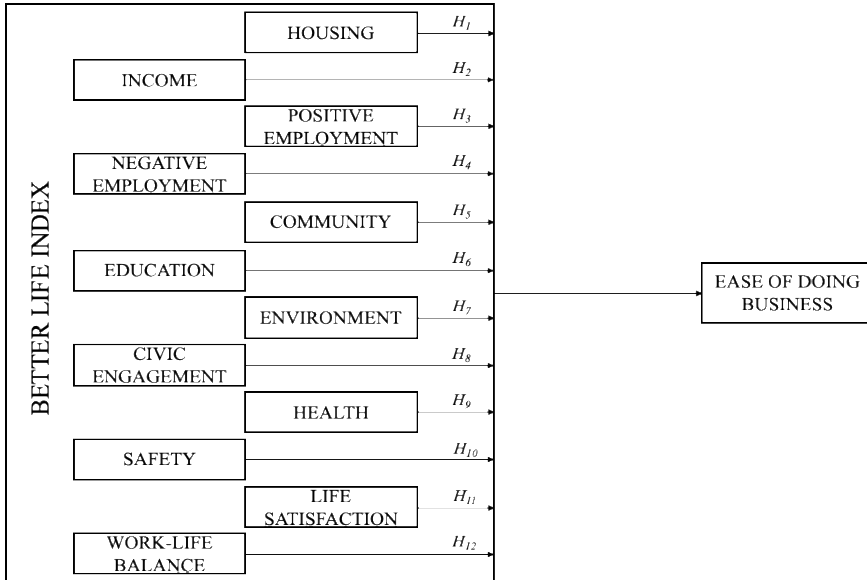 HOUSING
H1
INCOME
H2
POSITIVE
EMPLOYMENT
H3
NEGATIVE
EMPLOYMENT
H4
COMMUNITY
H5
EDUCATION
H6
ENVIRONMENT
H7
CIVIC
ENGAGEMENT
H8
HEALTH
H9
SAFETY
H10
LIFE
SATISFACTION
H11
WORK-LIFE
BALANCE
H12
BETTER LIFE INDEX
EASE OF DOING
BUSINESS